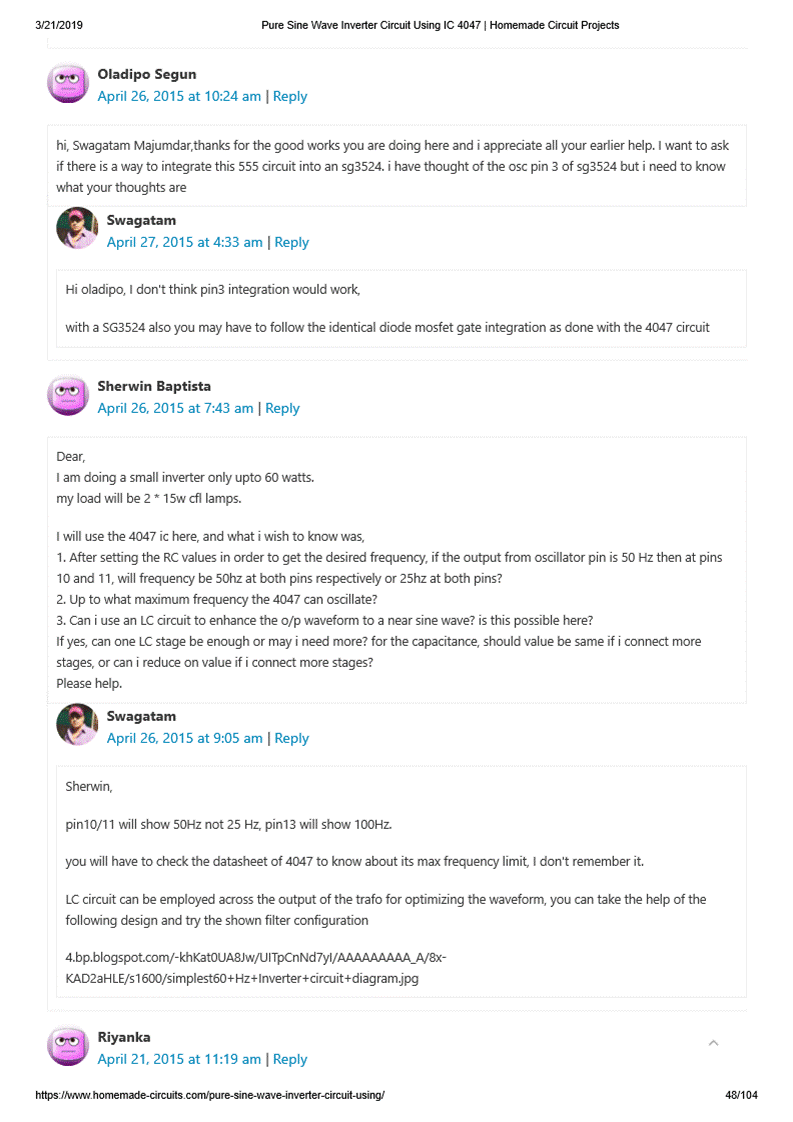 3/21/2019
Pure Sine Wave Inverter Circuit Using IC 4047 | Homemade Circuit Projects
Oladipo Segun
April 26, 2015 at 10:24 am | Reply
hi, Swagatam Majumdar,thanks for the good works you are doing here and i appreciate all your earlier help. I want to ask
if there is a way to integrate this 555 circuit into an sg3524. i have thought of the osc pin 3 of sg3524 but i need to know
what your thoughts are
Swagatam
April 27, 2015 at 4:33 am | Reply
Hi oladipo, I don't think pin3 integration would work,
with a SG3524 also you may have to follow the identical diode mosfet gate integration as done with the 4047 circuit
Sherwin Baptista
April 26, 2015 at 7:43 am | Reply
Dear,
I am doing a small inverter only upto 60 watts.
my load will be 2 * 15w cfl lamps.
I will use the 4047 ic here, and what i wish to know was,
1. After setting the RC values in order to get the desired frequency, if the output from oscillator pin is 50 Hz then at pins
10 and 11, will frequency be 50hz at both pins respectively or 25hz at both pins?
2. Up to what maximum frequency the 4047 can oscillate?
3. Can i use an LC circuit to enhance the o/p waveform to a near sine wave? is this possible here?
If yes, can one LC stage be enough or may i need more? for the capacitance, should value be same if i connect more
stages, or can i reduce on value if i connect more stages?
Please help.
Swagatam
April 26, 2015 at 9:05 am | Reply
Sherwin,
pin10/11 will show 50Hz not 25 Hz, pin13 will show 100Hz.
you will have to check the datasheet of 4047 to know about its max frequency limit, I don't remember it.
LC circuit can be employed across the output of the trafo for optimizing the waveform, you can take the help of the
following design and try the shown filter configuration
4.bp.blogspot.com/-khKat0UA8Jw/UITpCnNd7yI/AAAAAAAAA_A/8x-
KAD2aHLE/s1600/simplest60+Hz+Inverter+circuit+diagram.jpg
Riyanka
April 21, 2015 at 11:19 am | Reply
https://www.homemade-circuits.com/pure-sine-wave-inverter-circuit-using/
48/104